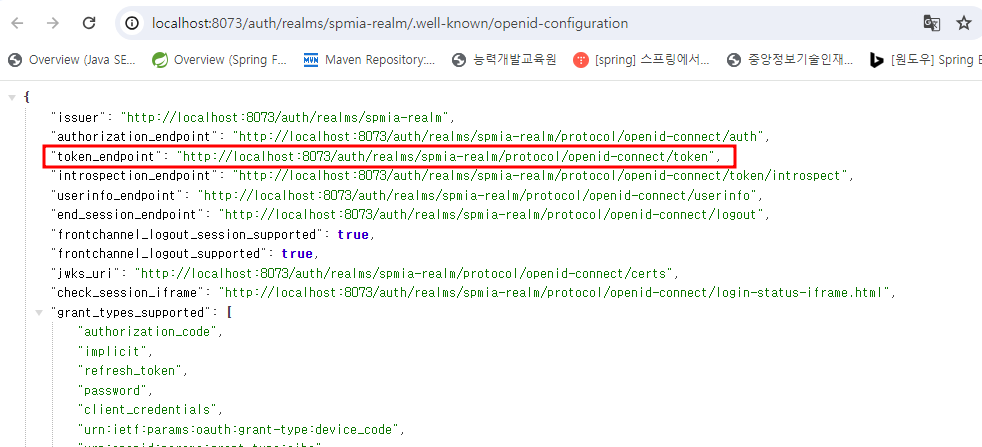 localhost:8073/auth/realms/spmia-realm/.well-known/openid-configuration
Overview (Java SE... Overview (Spring F... MVN Maven Repository:... 능력개발교육원 [spring] 스프링에서... 중앙정보기술인재... [윈도우] Spring E
{
"issuer": "http://localhost:8073/auth/realms/spmia-realm",
"authorization_endpoint": "http://localhost:8073/auth/realms/spmia-realm/protocol/openid-connect/auth",
"token_endpoint": "http://localhost:8073/auth/realms/spmia-realm/protocol/openid-connect/token",
"introspection_endpoint": "http://localhost:8073/auth/realms/spmia-realm/protocol/openid-connect/token/introspect",
"userinfo_endpoint": "http://localhost:8073/auth/realms/spmia-realm/protocol/openid-connect/userinfo",
"end_session_endpoint": "http://localhost:8073/auth/realms/spmia-realm/protocol/openid-connect/logout",
"frontchannel_logout_session_supported": true,
"frontchannel_logout_supported": true,
"jwks_uri": "http://localhost:8073/auth/realms/spmia-realm/protocol/openid-connect/certs",
"check_session_iframe": "http://localhost:8073/auth/realms/spmia-realm/protocol/openid-connect/login-status-iframe.html",
"grant_types_supported": [
"authorization_code",
"implicit",
"refresh_token",
"password",
"client_credentials",
"urn:ietf:params:oauth:grant-type:device_code",